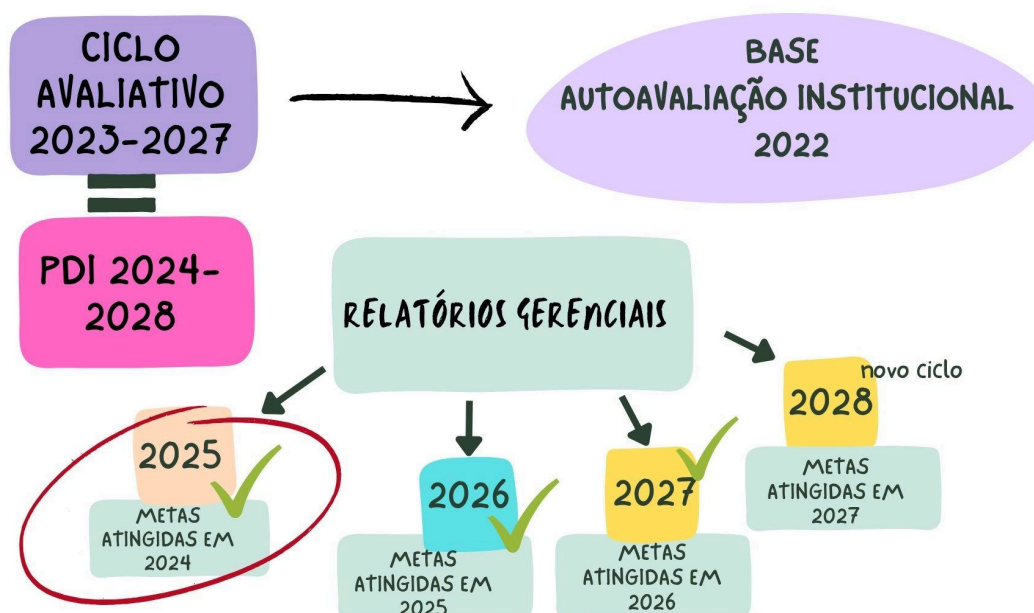 CICLO
AVALIATIVO
2023-2027
BASE
AUTOAVALIAÇÃO INSTITUCIONAL
2022
PDI 2024-
2028
RELATÓRIOS GERENCIAIS
2025
METAS
ATINGIDAS EM
2024
2026
METAS
ATINGIDAS EM
2025
2027
METAS
ATINGIDAS EM
2026
2028
novo ciclo
METAS
ATINGIDAS EM
2027